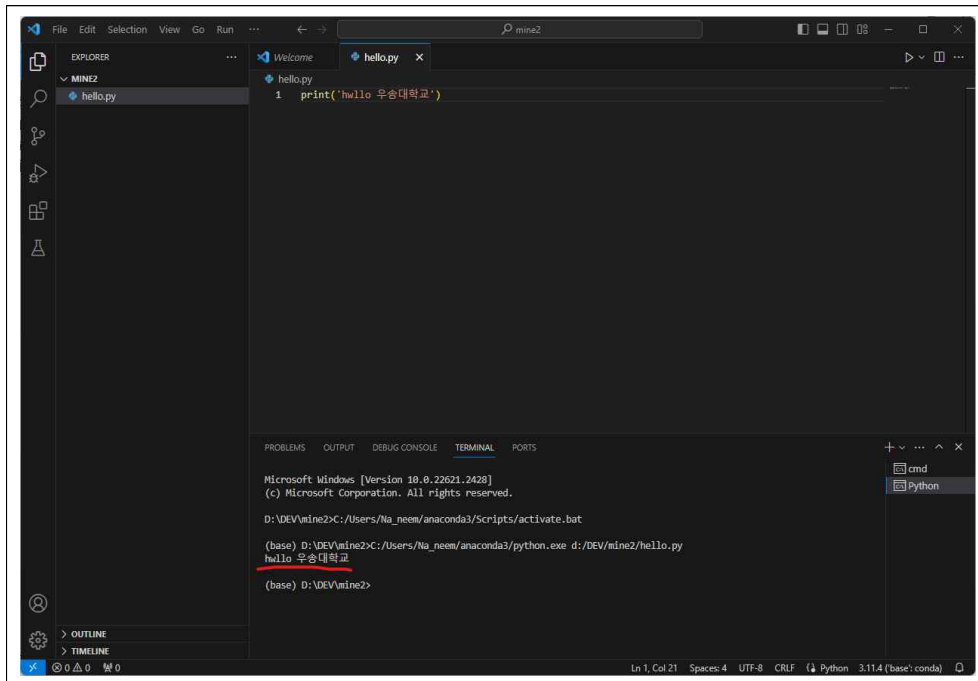 File Edit Selection View Go Run ··· mine2
EXPLORER ···
MINE2
hello.py
Welcome hello.py
hello.py
1 print('hwllo 우송대학교')
PROBLEMS OUTPUT DEBUG CONSOLE TERMINAL PORTS
cmd
Python
Microsoft Windows [Version 10.0.22621.2428]
(c) Microsoft Corporation. All rights reserved.
D:\DEV\mine2>C:/Users/Na_neem/anaconda3/Scripts/activate.bat
(base) D:\DEV\mine2>C:/Users/Na_neem/anaconda3/python.exe d:/DEV/mine2/hello.py
hwllo 우송대학교
(base) D:\DEV\mine2>
OUTLINE
TIMELINE
0 0 0 Ln 1, Col 21 Spaces: 4 UTF-8 CRLF Python 3.11.4 ('base': conda)